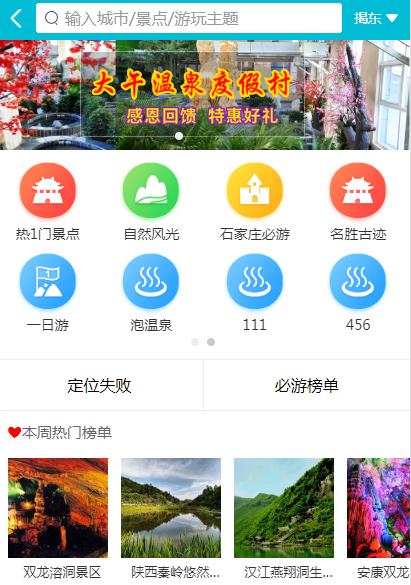 输入城市/景点/游玩主题
揭东
大午温泉度假村
感恩回馈 特惠好礼
热1门景点
自然风光
石家庄必游
名胜古迹
一日游
泡温泉
111
456
定位失败
必游榜单
本周热门榜单
双龙溶洞景区
陕西秦岭悠然...
汉江燕翔洞生...
安康双龙